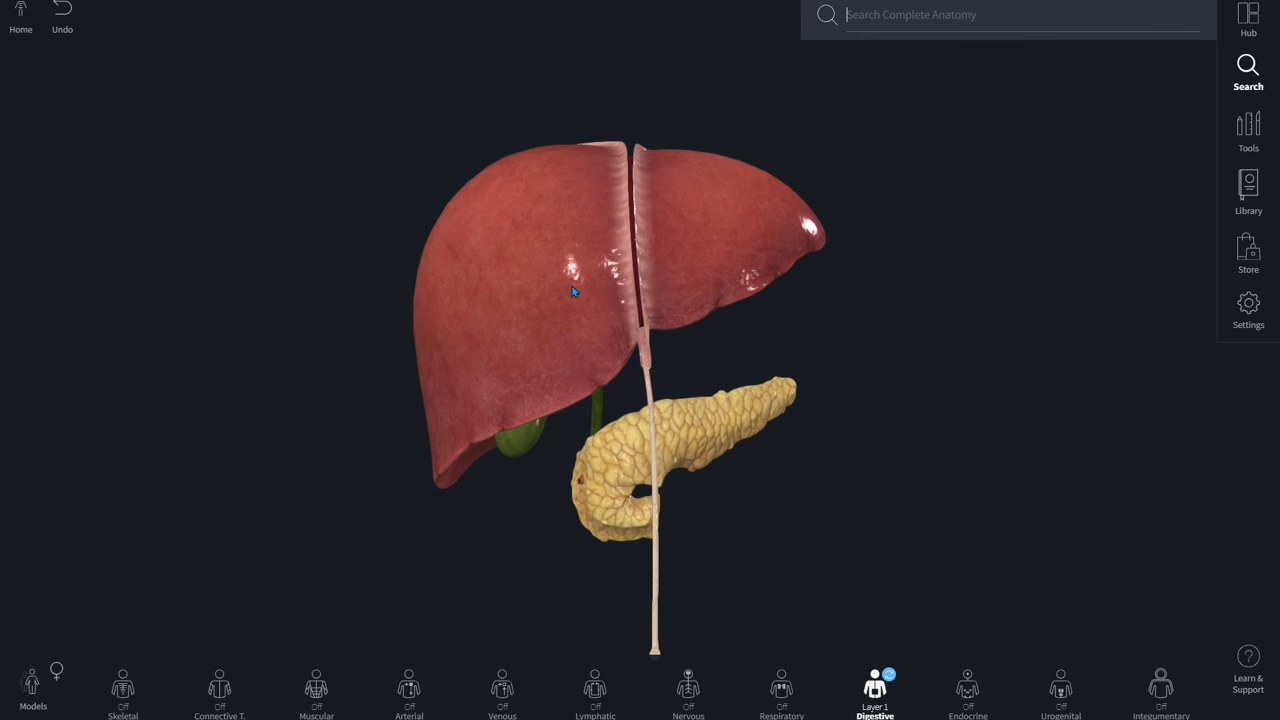 Home
Undo
Search Complete Anatomy
Hub
Search
Tools
Library
Store
Settings
Learn &
Support
Models
Off
Skeletal
Off
Connective T.
Off
Muscular
Off
Arterial
Off
Venous
Off
Lymphatic
Off
Nervous
Off
Respiratory
Layer 1
Digestive
Off
Endocrine
Off
Urogenital
Off
Integumentary